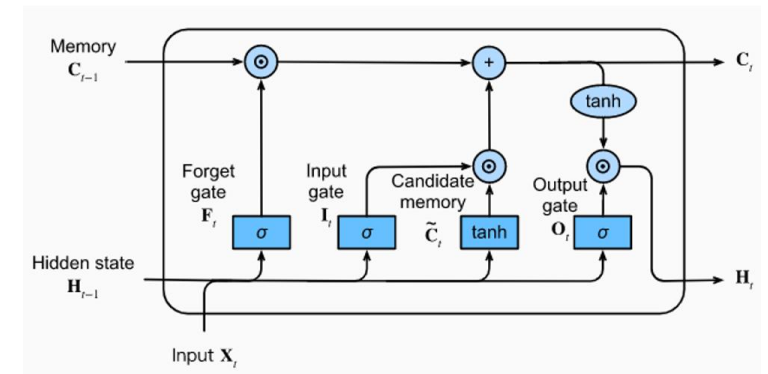 Memory
C_{t-1}
⊙
+
C_t
tanh
Forget
gate
F_t
σ
Input
gate
I_t
σ
Candidate
memory
C̃_t
tanh
⊙
Output
gate
O_t
σ
⊙
Hidden state
H_{t-1}
H_t
Input X_t